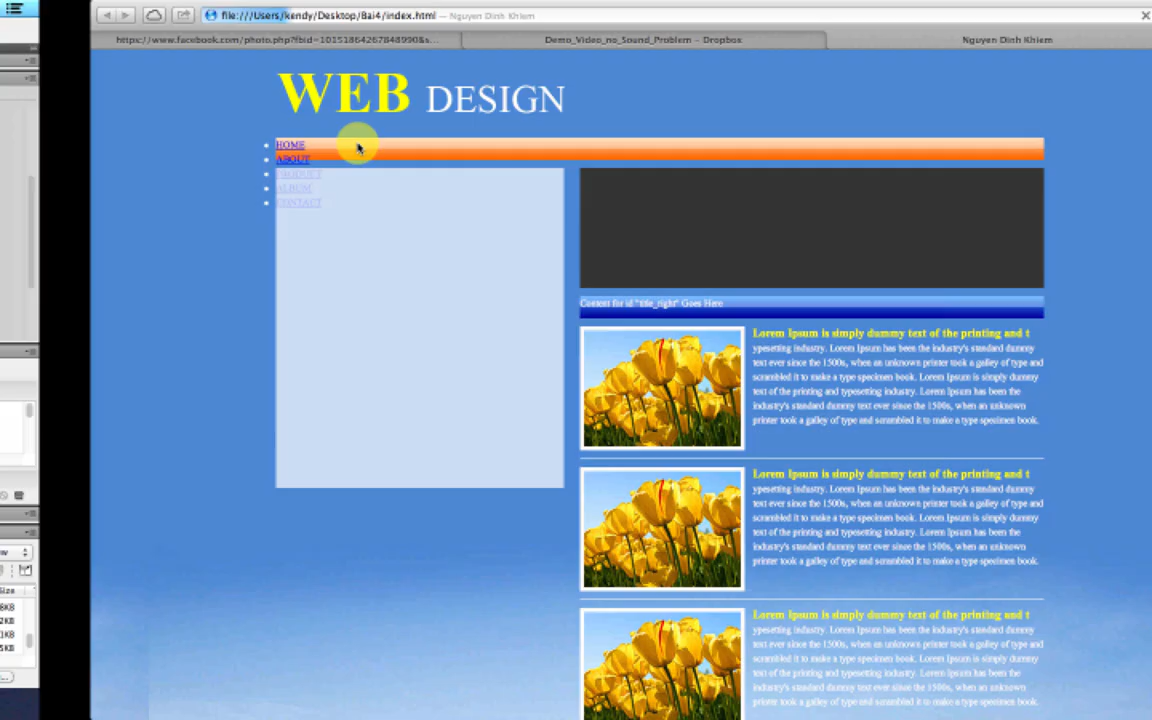 file:///Users/kendy/Desktop/Bai4/index.html — Nguyen Dinh Khiem
https://www.facebook.com/photo.php?fbid=10151864267848990&s...
Demo_Video_no_Sound_Problem – Dropbox
Nguyen Dinh Khiem
WEB DESIGN
HOME
ABOUT
PRODUCT
ALBUM
CONTACT
Content for id "title_right" Goes Here
Lorem Ipsum is simply dummy text of the printing and t
ypesetting industry. Lorem Ipsum has been the industry's standard dummy
text ever since the 1500s, when an unknown printer took a galley of type and
scrambled it to make a type specimen book. Lorem Ipsum is simply dummy
text of the printing and typesetting industry. Lorem Ipsum has been the
industry's standard dummy text ever since the 1500s, when an unknown
printer took a galley of type and scrambled it to make a type specimen book.
Lorem Ipsum is simply dummy text of the printing and t
ypesetting industry. Lorem Ipsum has been the industry's standard dummy
text ever since the 1500s, when an unknown printer took a galley of type and
scrambled it to make a type specimen book. Lorem Ipsum is simply dummy
text of the printing and typesetting industry. Lorem Ipsum has been the
industry's standard dummy text ever since the 1500s, when an unknown
printer took a galley of type and scrambled it to make a type specimen book.
Lorem Ipsum is simply dummy text of the printing and t
ypesetting industry. Lorem Ipsum has been the industry's standard dummy
text ever since the 1500s, when an unknown printer took a galley of type and
scrambled it to make a type specimen book. Lorem Ipsum is simply dummy
text of the printing and typesetting industry. Lorem Ipsum has been the
industry's standard dummy text ever since the 1500s, when an unknown
printer took a galley of type and scrambled it to make a type specimen book.
Size
8KB
2KB
1KB
5KB